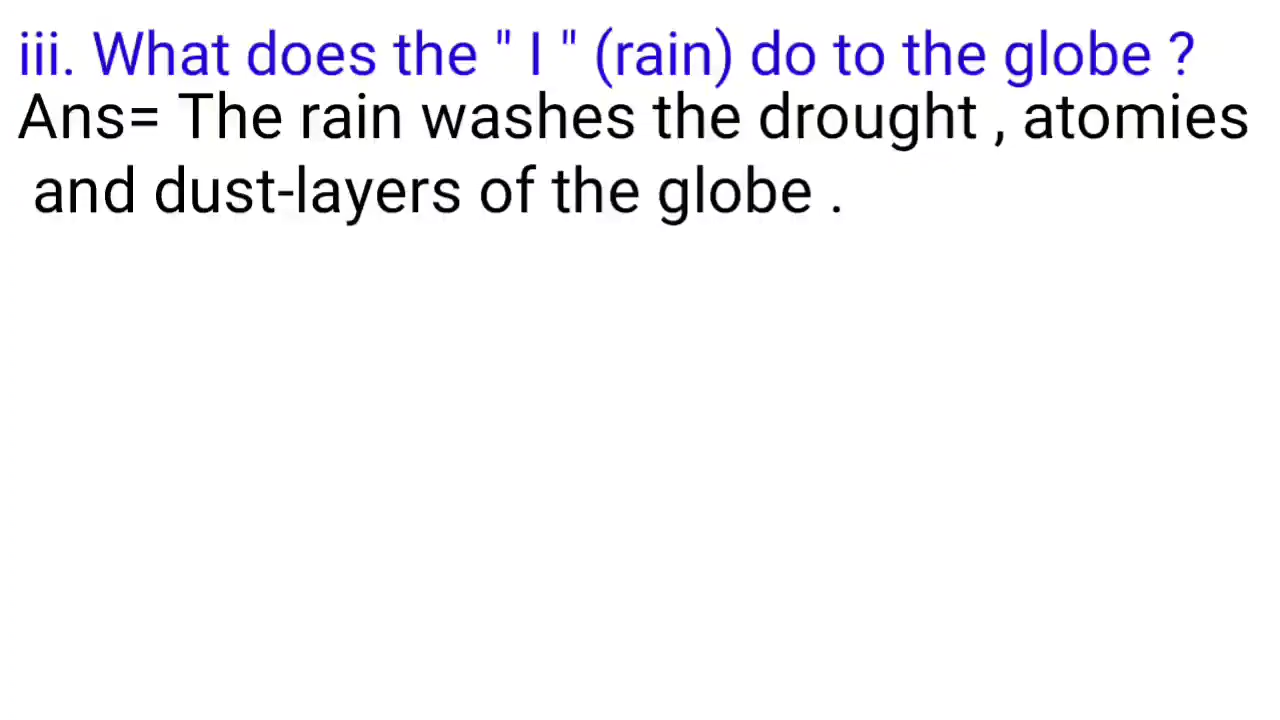 iii. What does the " I " (rain) do to the globe ?
Ans= The rain washes the drought , atomies
and dust-layers of the globe .